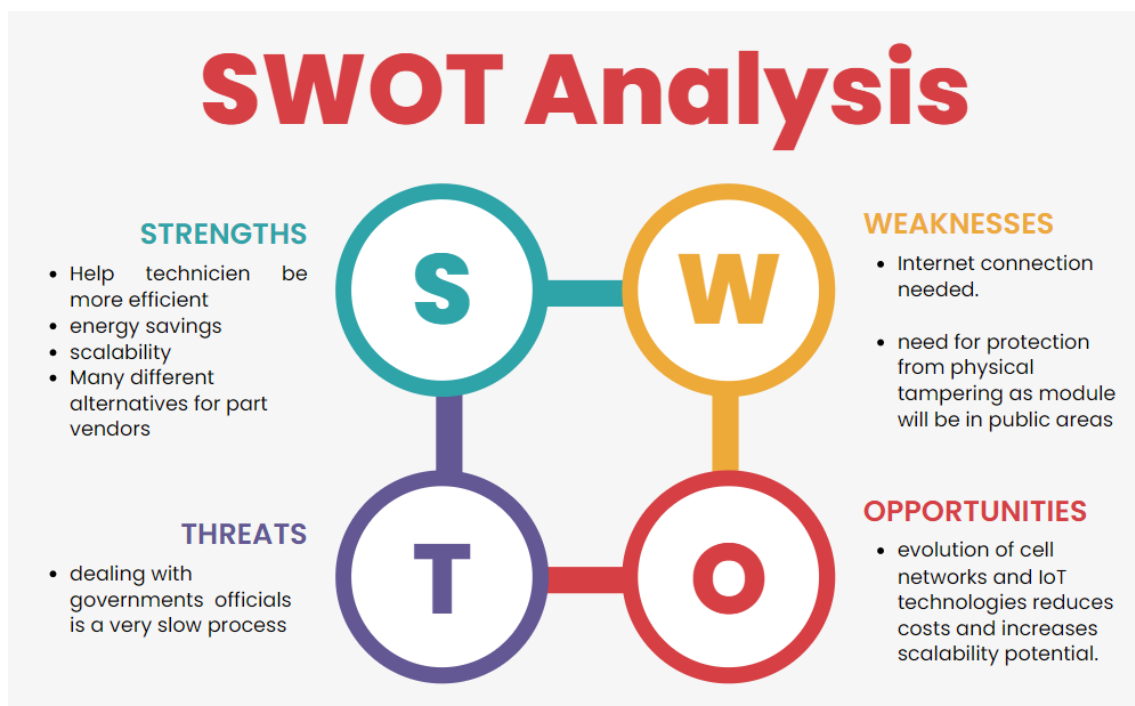 SWOT Analysis
STRENGTHS
• Help technicien be
more efficient
• energy savings
• scalability
• Many different
alternatives for part
vendors
S
W
WEAKNESSES
• Internet connection
needed.
• need for protection
from physical
tampering as module
will be in public areas
THREATS
• dealing with
governments officials
is a very slow process
T
O
OPPORTUNITIES
• evolution of cell
networks and IoT
technologies reduces
costs and increases
scalability potential.